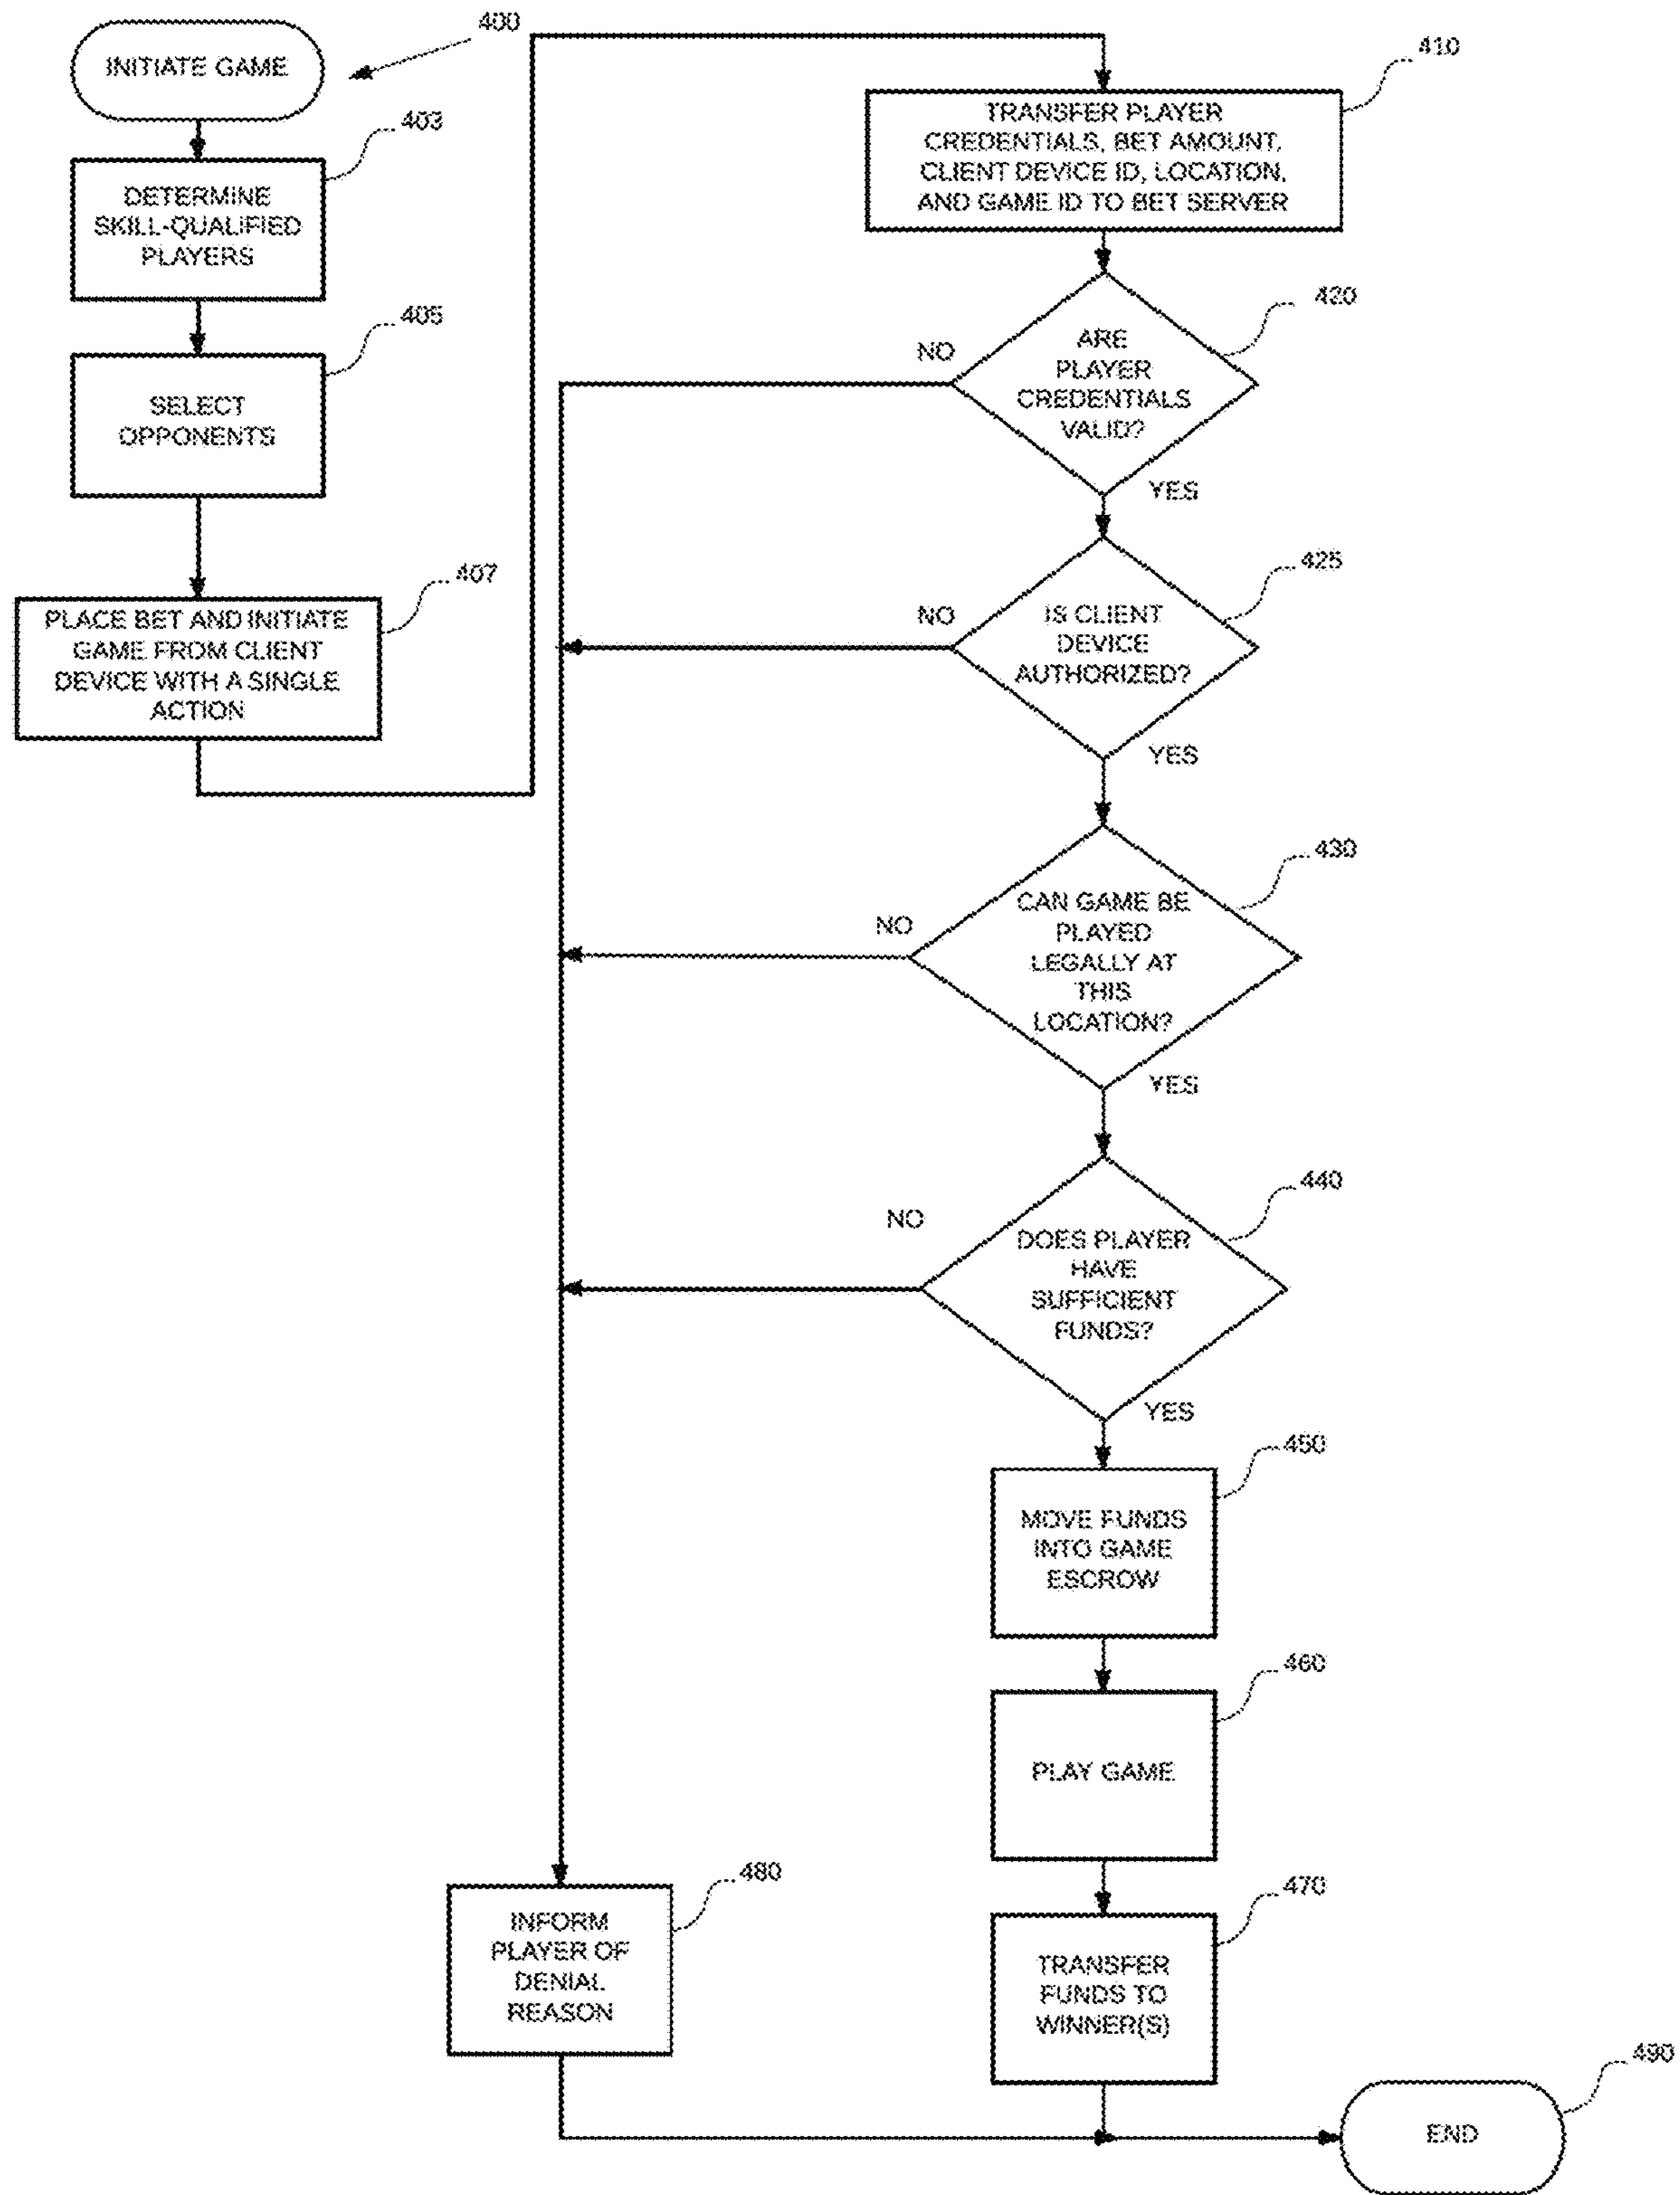 INITIATE GAME
400
403
DETERMINE
SKILL-QUALIFIED
PLAYERS
405
SELECT
OPPONENTS
407
PLACE BET AND INITIATE
GAME FROM CLIENT
DEVICE WITH A SINGLE
ACTION
410
TRANSFER PLAYER
CREDENTIALS, BET AMOUNT,
CLIENT DEVICE ID, LOCATION,
AND GAME ID TO BET SERVER
420
NO
ARE
PLAYER
CREDENTIALS
VALID?
YES
425
NO
IS CLIENT
DEVICE
AUTHORIZED?
YES
430
NO
CAN GAME BE
PLAYED
LEGALLY AT
THIS
LOCATION?
YES
440
NO
DOES PLAYER
HAVE
SUFFICIENT
FUNDS?
YES
450
MOVE FUNDS
INTO GAME
ESCROW
460
PLAY GAME
470
TRANSFER
FUNDS TO
WINNER(S)
480
INFORM
PLAYER OF
DENIAL
REASON
490
END